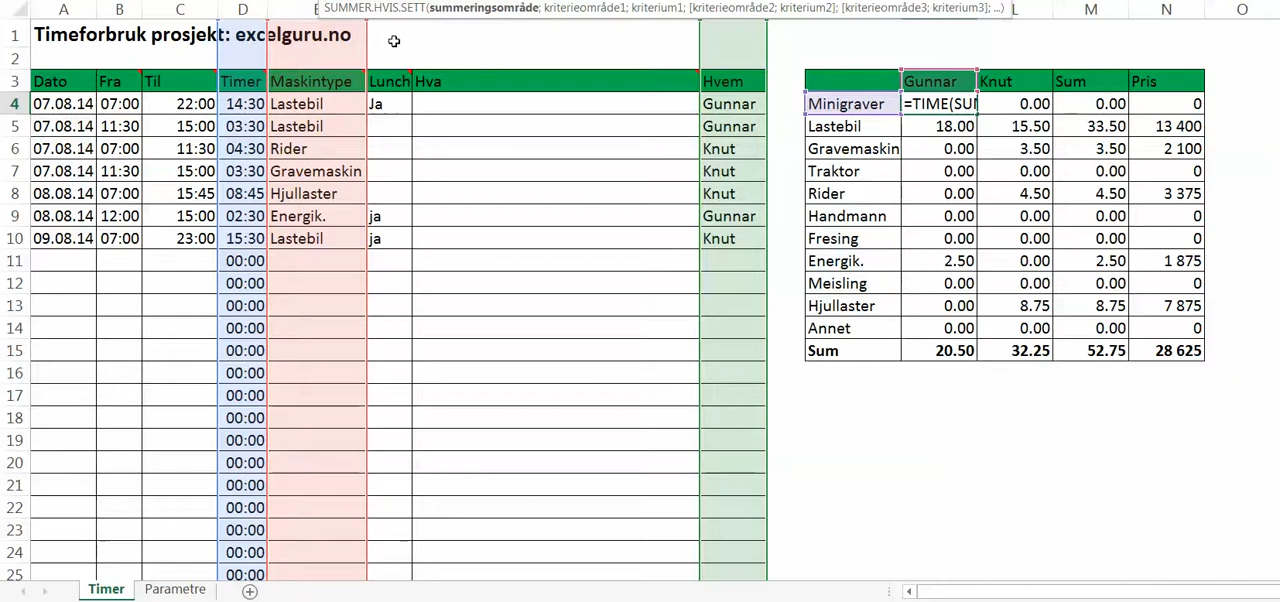 SUMMER.HVIS.SETT(summeringsområde; kriterieområde1; kriterium1; [kriterieområde2; kriterium2]; [kriterieområde3; kriterium3]; ...)
A B C D E L M N O
1 Timeforbruk prosjekt: excelguru.no
2
3 Dato Fra Til Timer Maskintype Lunch Hva Hvem Gunnar Knut Sum Pris
4 07.08.14 07:00 22:00 14:30 Lastebil Ja Gunnar Minigraver =TIME(SUM 0.00 0.00 0
5 07.08.14 11:30 15:00 03:30 Lastebil Gunnar Lastebil 18.00 15.50 33.50 13 400
6 07.08.14 07:00 11:30 04:30 Rider Knut Gravemaskin 0.00 3.50 3.50 2 100
7 07.08.14 11:30 15:00 03:30 Gravemaskin Knut Traktor 0.00 0.00 0.00 0
8 08.08.14 07:00 15:45 08:45 Hjullaster Knut Rider 0.00 4.50 4.50 3 375
9 08.08.14 12:00 15:00 02:30 Energik. ja Gunnar Handmann 0.00 0.00 0.00 0
10 09.08.14 07:00 23:00 15:30 Lastebil ja Knut Fresing 0.00 0.00 0.00 0
11 00:00 Energik. 2.50 0.00 2.50 1 875
12 00:00 Meisling 0.00 0.00 0.00 0
13 00:00 Hjullaster 0.00 8.75 8.75 7 875
14 00:00 Annet 0.00 0.00 0.00 0
15 00:00 Sum 20.50 32.25 52.75 28 625
16 00:00
17 00:00
18 00:00
19 00:00
20 00:00
21 00:00
22 00:00
23 00:00
24 00:00
25 00:00
Timer Parametre